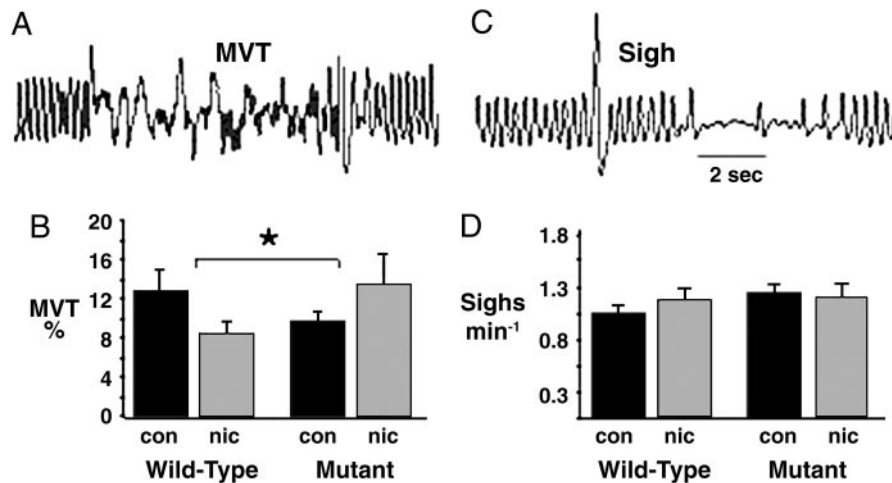 A
MVT
C
Sigh
2 sec
B
★
MVT
%
20
16
12
8
4
0
con nic con nic
Wild-Type Mutant
D
Sighs
min⁻¹
1.8
1.3
0.8
0.3
con nic con nic
Wild-Type Mutant